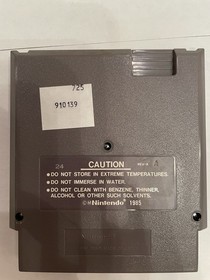 725
910139
CAUTION
• DO NOT STORE IN EXTREME TEMPERATURES.
• DO NOT IMMERSE IN WATER.
• DO NOT CLEAN WITH BENZENE, THINNER,
ALCOHOL OR OTHER SUCH SOLVENTS.
©Nintendo® 1985